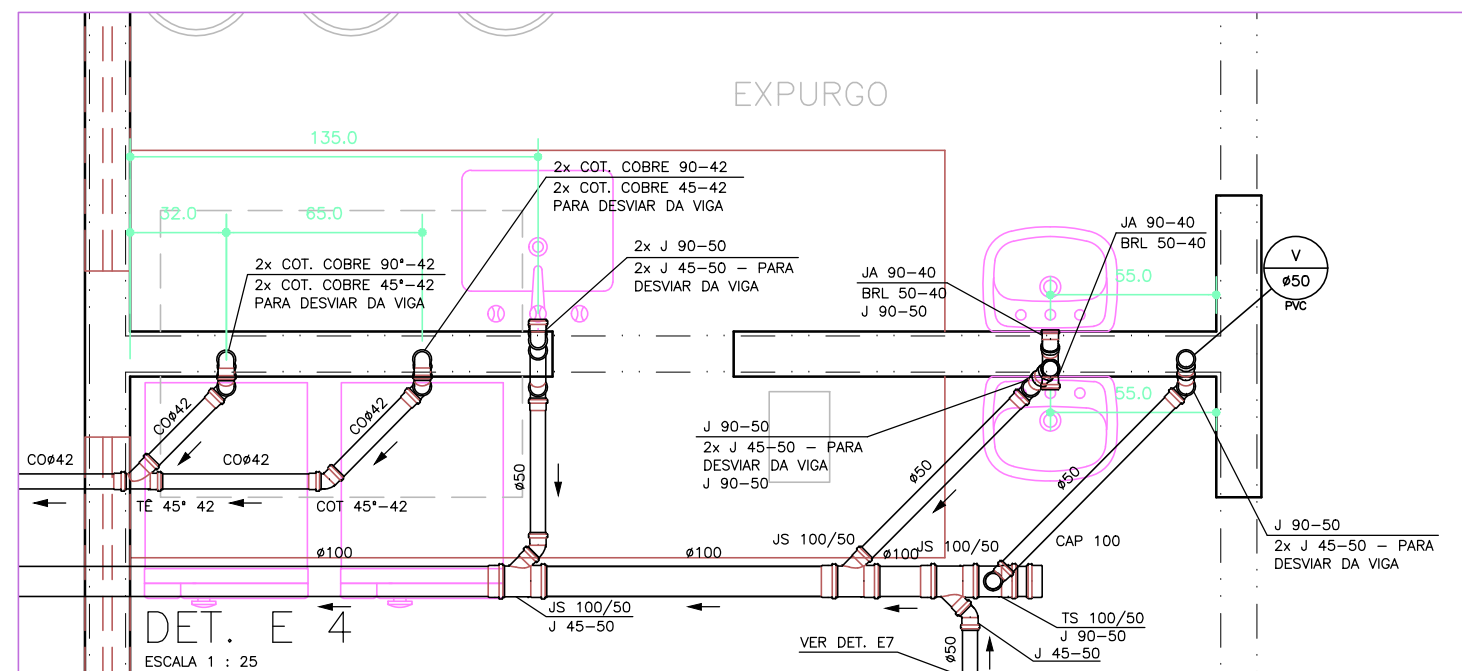 EXPURGO
135.0
2x COT. COBRE 90-42
2x COT. COBRE 45-42
PARA DESVIAR DA VIGA
32.0
65.0
2x COT. COBRE 90°-42
2x COT. COBRE 45°-42
PARA DESVIAR DA VIGA
2x J 90-50
2x J 45-50 - PARA
DESVIAR DA VIGA
JA 90-40
BRL 50-40
JA 90-40
BRL 50-40
J 90-50
V
ø50
PVC
55.0
55.0
COø42
COø42
COø42
COø42
TÊ 45° 42
COT 45°-42
ø50
J 90-50
2x J 45-50 - PARA
DESVIAR DA VIGA
J 90-50
ø50
ø50
J 90-50
2x J 45-50 - PARA
DESVIAR DA VIGA
JS 100/50
JS 100/50
CAP 100
ø100
ø100
ø100
JS 100/50
J 45-50
TS 100/50
J 90-50
J 45-50
VER DET. E7
ø50
DET. E 4
ESCALA 1 : 25